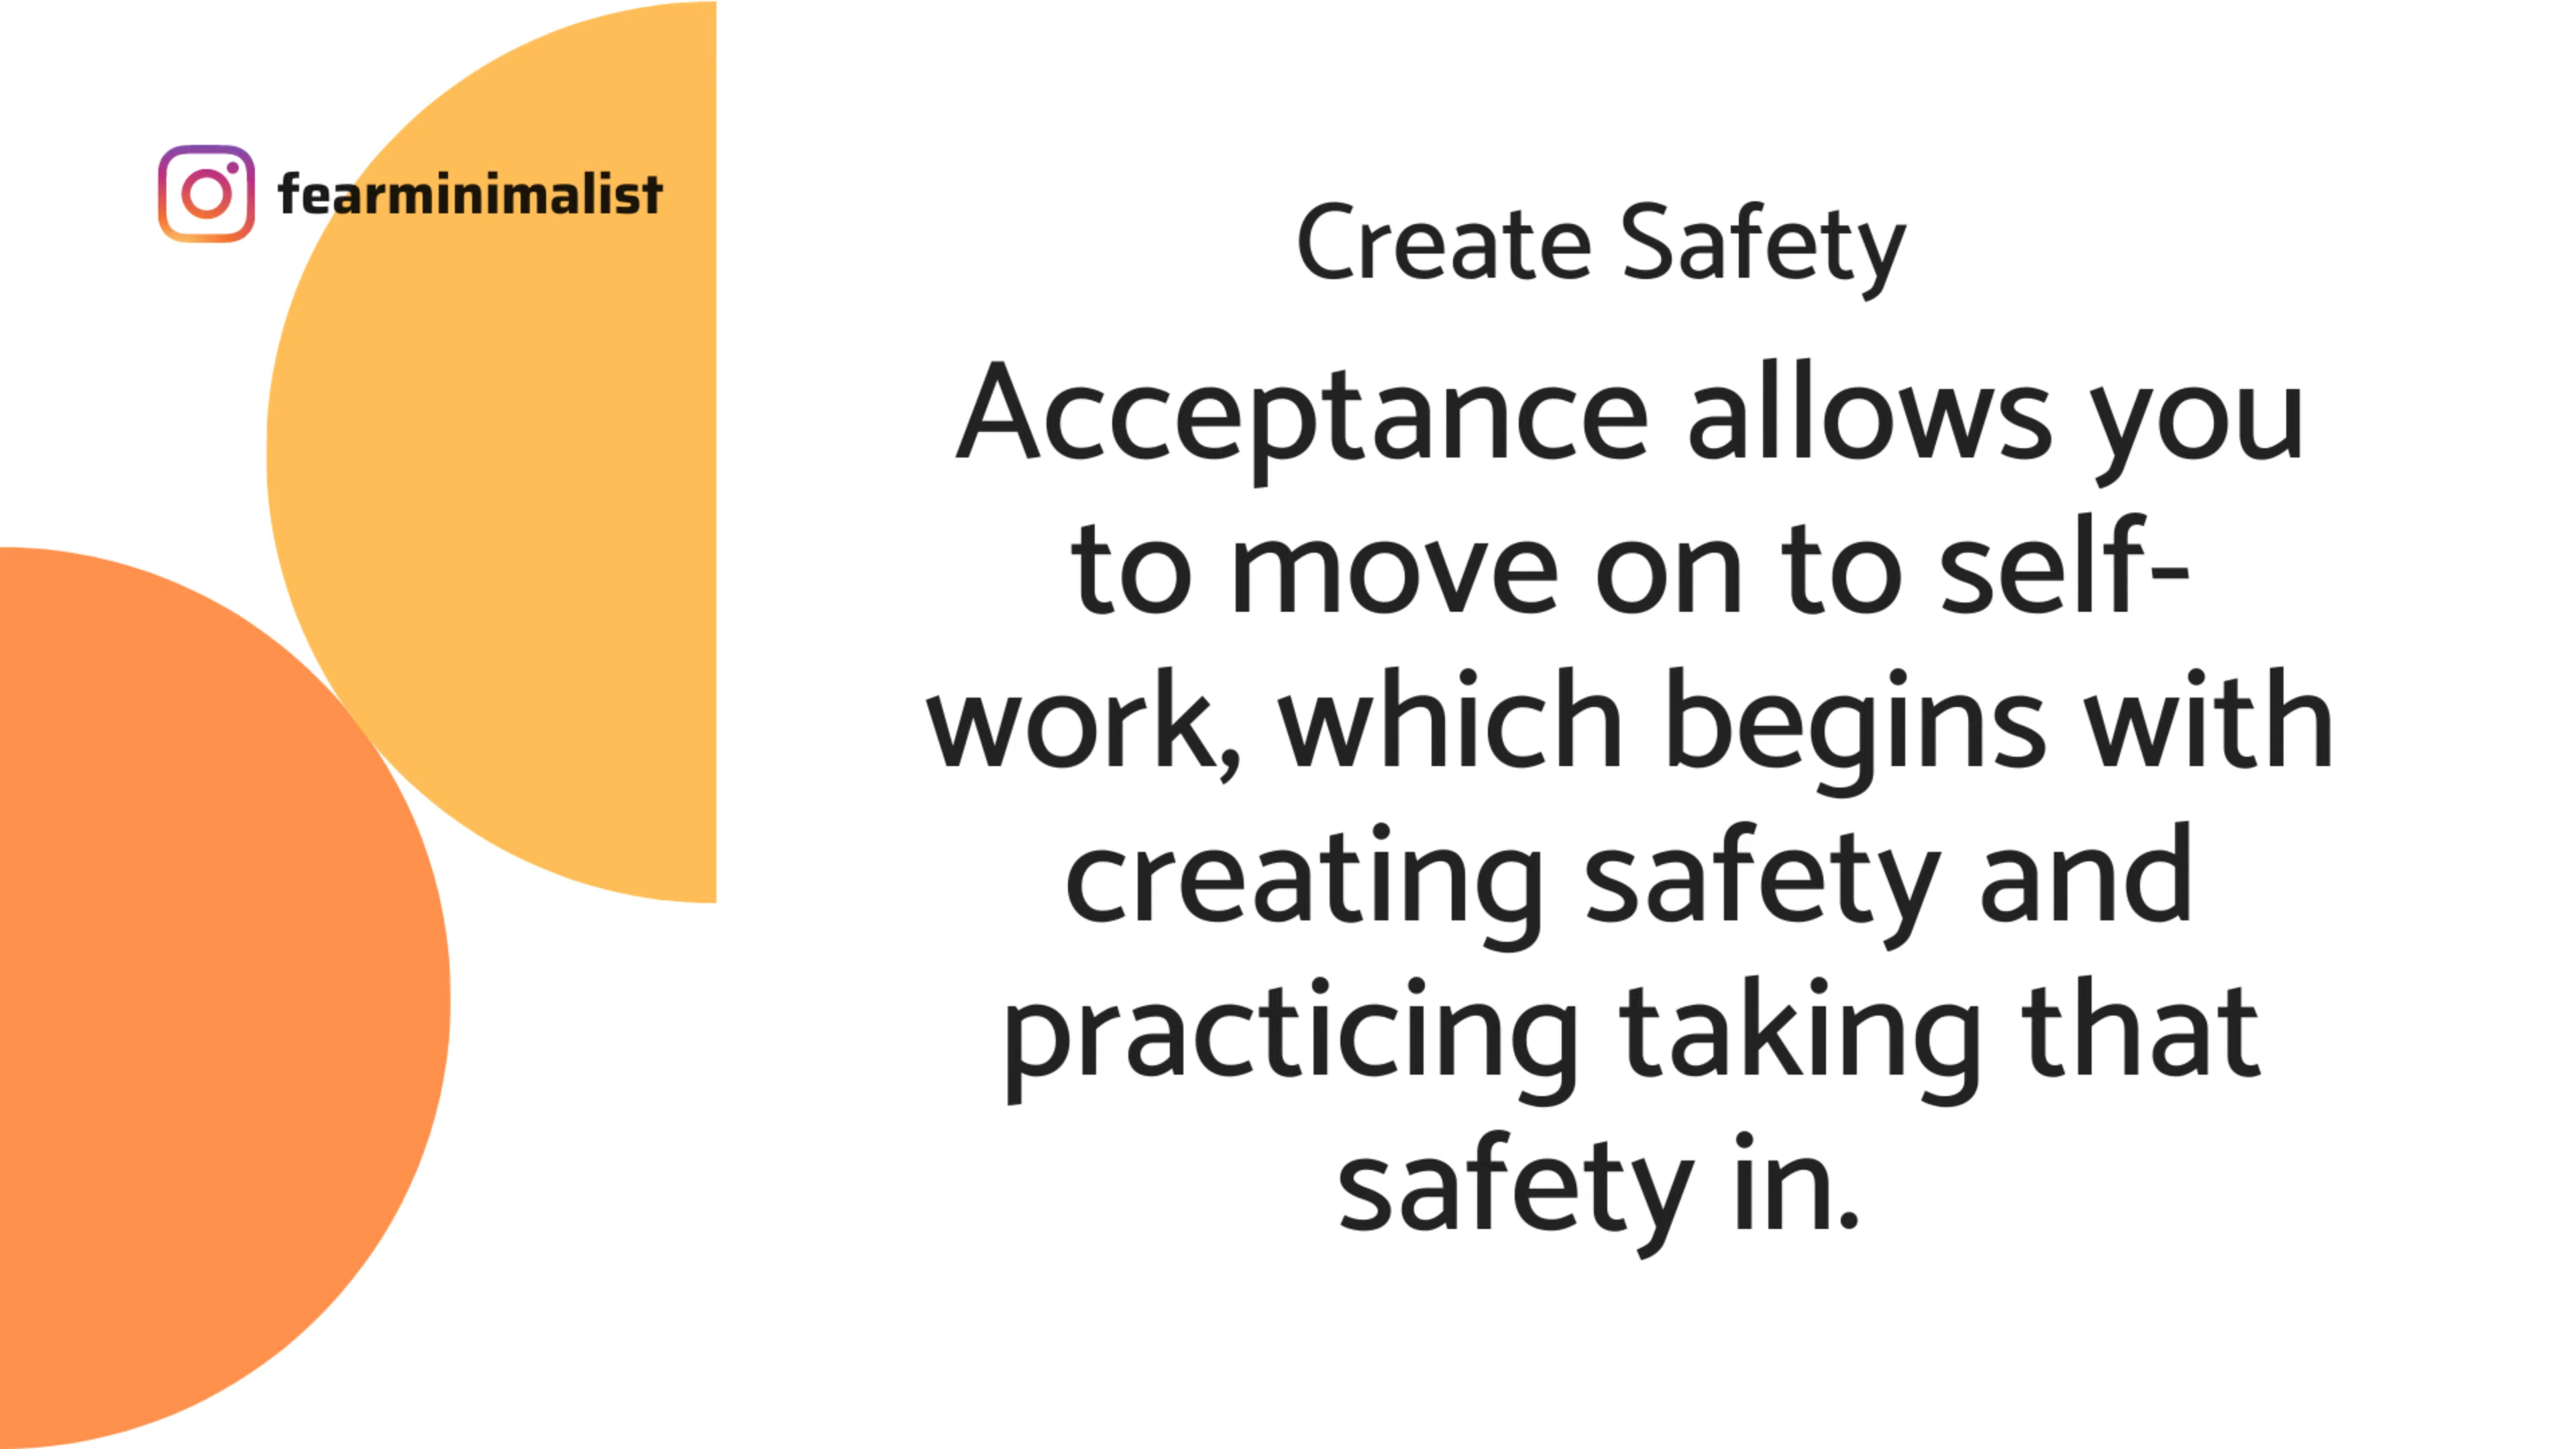 fearminimalist
Create Safety
Acceptance allows you
to move on to self-
work, which begins with
creating safety and
practicing taking that
safety in.